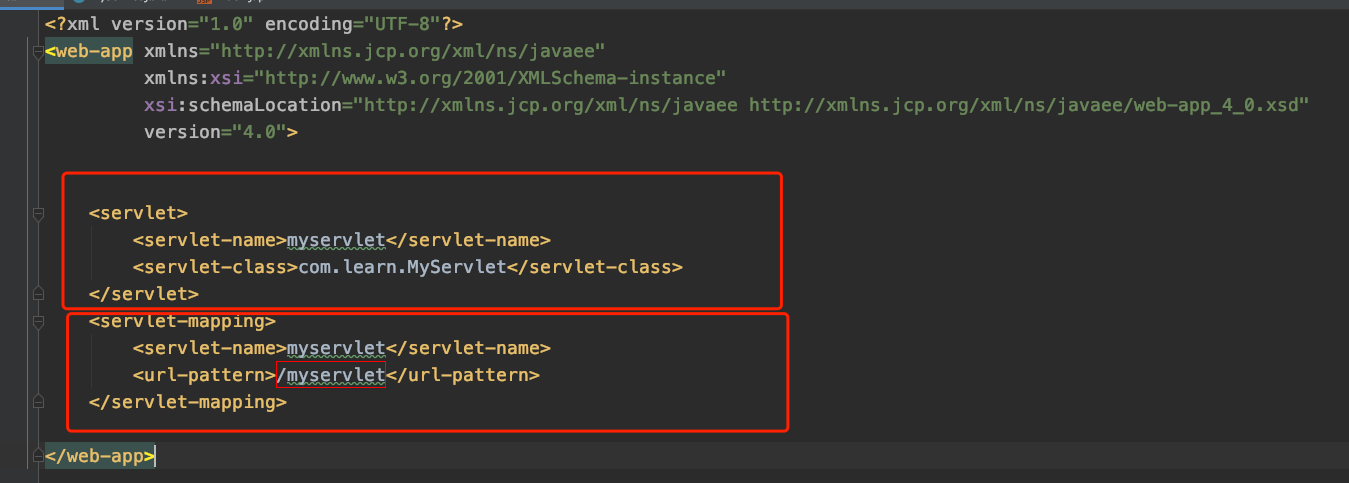 <?xml version="1.0" encoding="UTF-8"?>
<web-app xmlns="http://xmlns.jcp.org/xml/ns/javaee"
xmlns:xsi="http://www.w3.org/2001/XMLSchema-instance"
xsi:schemaLocation="http://xmlns.jcp.org/xml/ns/javaee http://xmlns.jcp.org/xml/ns/javaee/web-app_4_0.xsd"
version="4.0">
<servlet>
<servlet-name>myservlet</servlet-name>
<servlet-class>com.learn.MyServlet</servlet-class>
</servlet>
<servlet-mapping>
<servlet-name>myservlet</servlet-name>
<url-pattern>/myservlet</url-pattern>
</servlet-mapping>
</web-app>